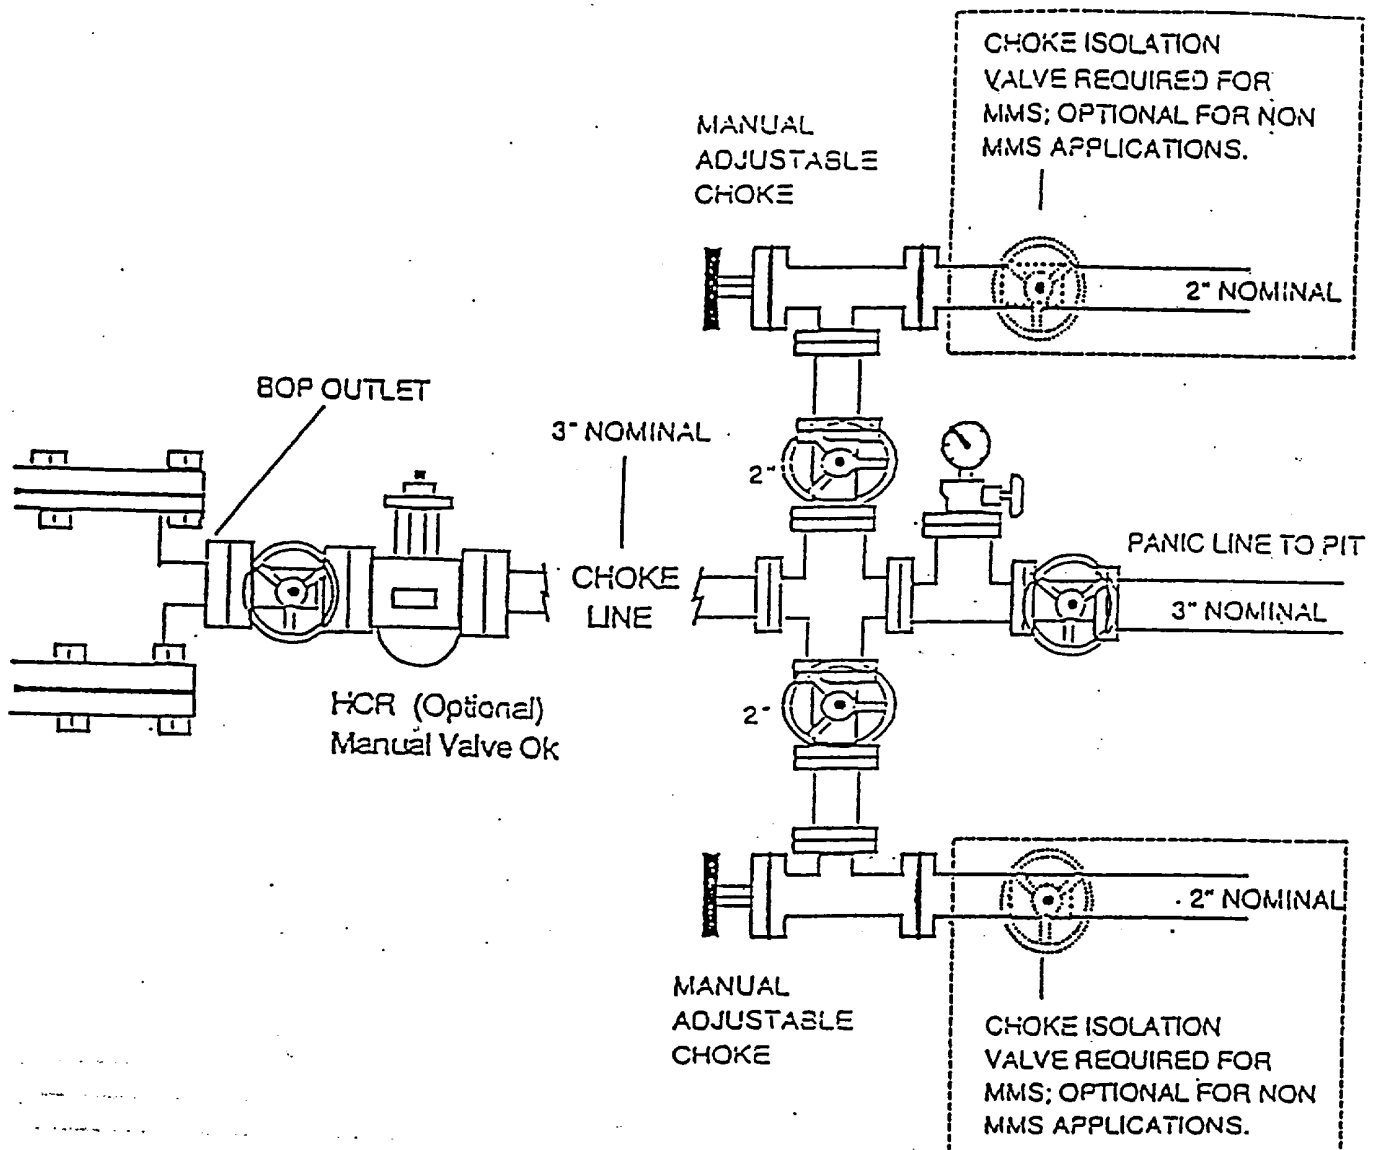 CHOKE ISOLATION
VALVE REQUIRED FOR
MMS; OPTIONAL FOR NON
MMS APPLICATIONS.
MANUAL
ADJUSTABLE
CHOKE
2" NOMINAL
BOP OUTLET
3" NOMINAL
2"
PANIC LINE TO PIT
CHOKE
LINE
3" NOMINAL
HCR (Optional)
Manual Valve Ok
2"
2" NOMINAL
MANUAL
ADJUSTABLE
CHOKE
CHOKE ISOLATION
VALVE REQUIRED FOR
MMS; OPTIONAL FOR NON
MMS APPLICATIONS.